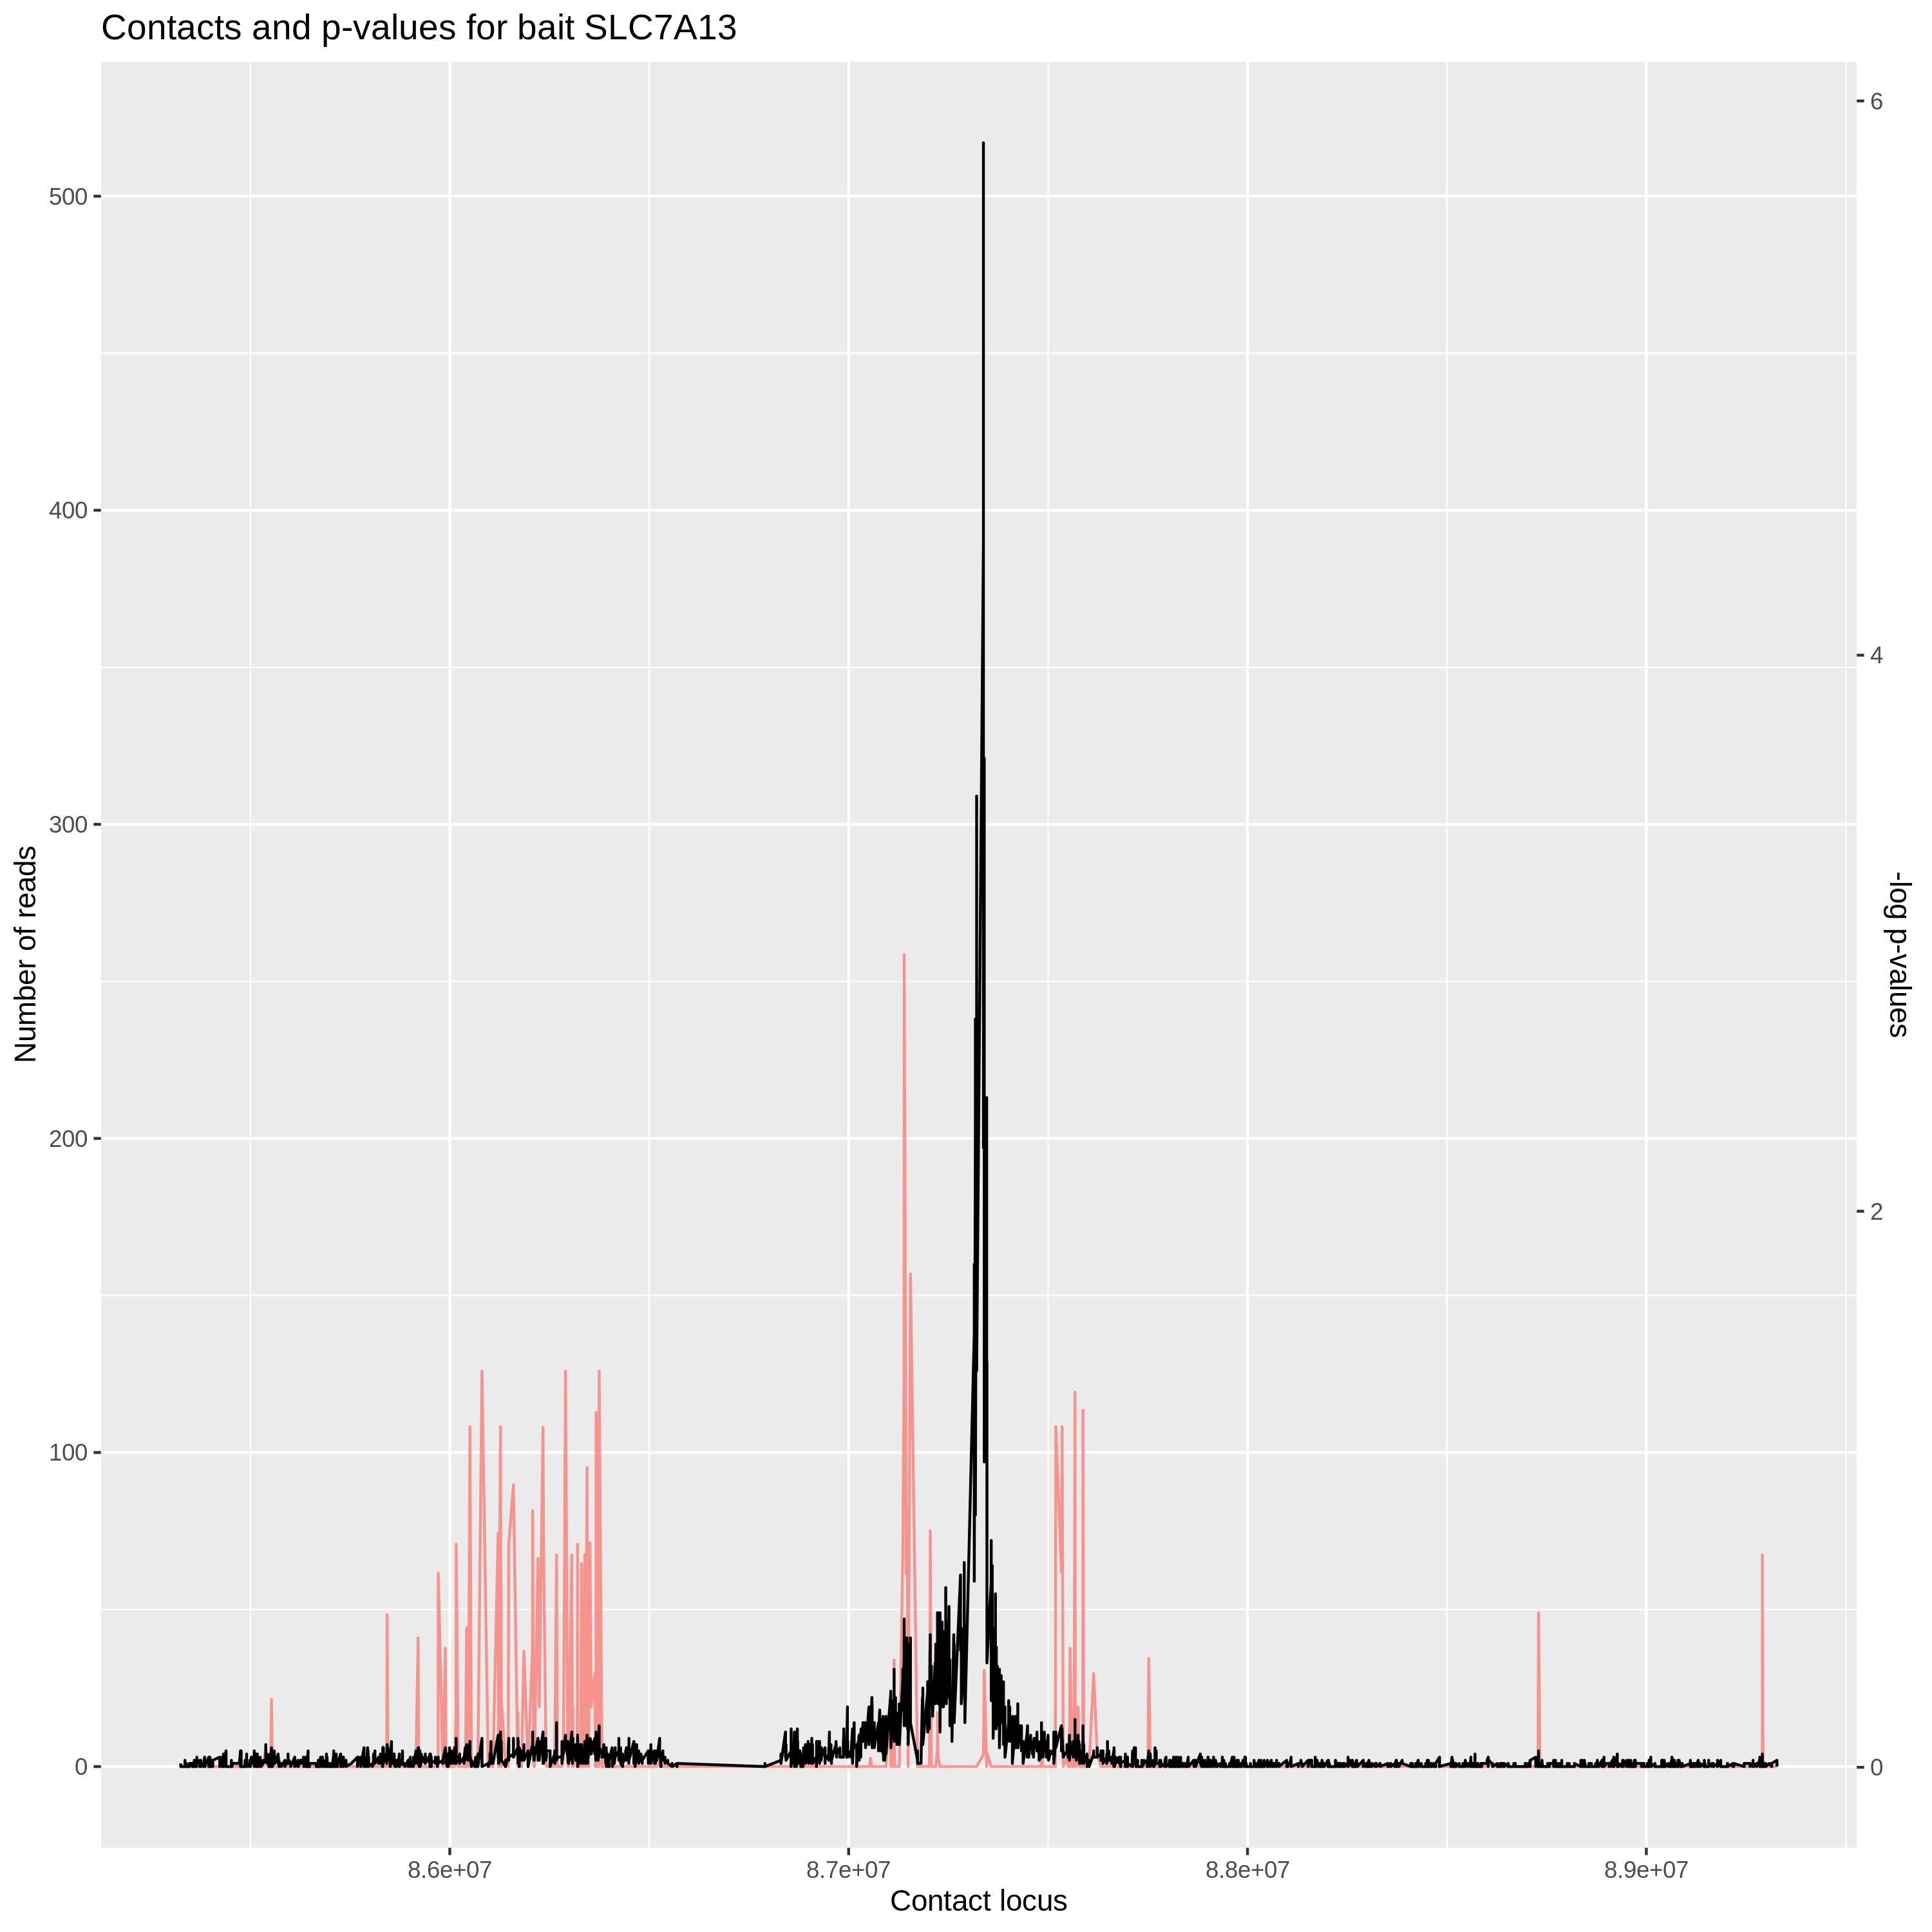 Contacts and p-values for bait SLC7A13
6
500
400
4
300
Number of reads
-log p-values
200
2
100
0
0
8.6e+07
8.7e+07
8.8e+07
8.9e+07
Contact locus